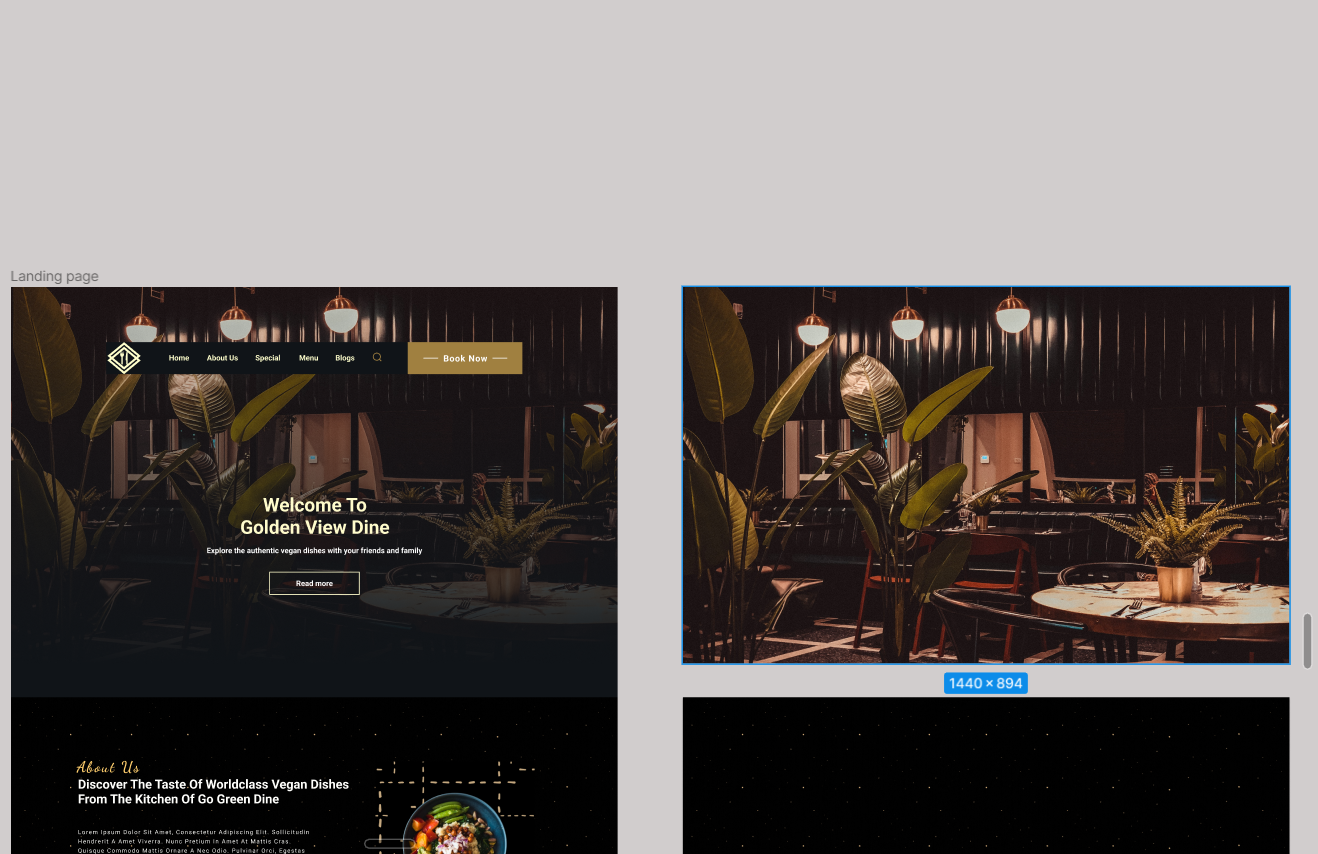 Landing page
Home About Us Special Menu Blogs
Book Now
Welcome To
Golden View Dine
Explore the authentic vegan dishes with your friends and family
Read more
1440 × 894
About Us
Discover The Taste Of Worldclass Vegan Dishes
From The Kitchen Of Go Green Dine
Lorem Ipsum Dolor Sit Amet, Consectetur Adipiscing Elit. Sollicitudin
Hendrerit A Amet Viverra. Nunc Pretium In Amet At Mattis Cras.
Quisque Commodo Mattis Ornare A Nec Odio. Pulvinar Orci, Egestas